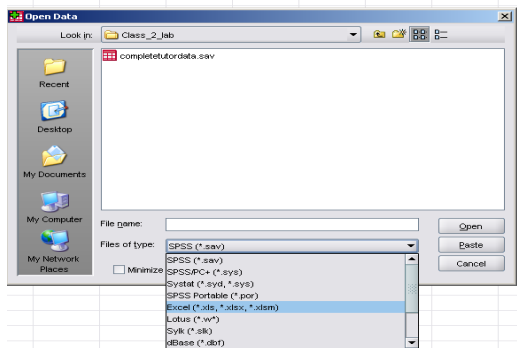 Open Data
Look in: Class_2_lab
completetutordata.sav
Recent
Desktop
My Documents
My Computer
My Network
Places
File name:
Open
Files of type: SPSS (*.sav)
Paste
Minimize
Cancel
SPSS (*.sav)
SPSS/PC+ (*.sys)
Systat (*.syd, *.sys)
SPSS Portable (*.por)
Excel (*.xls, *.xlsx, *.xlsm)
Lotus (*.w*)
Sylk (*.slk)
dBase (*.dbf)